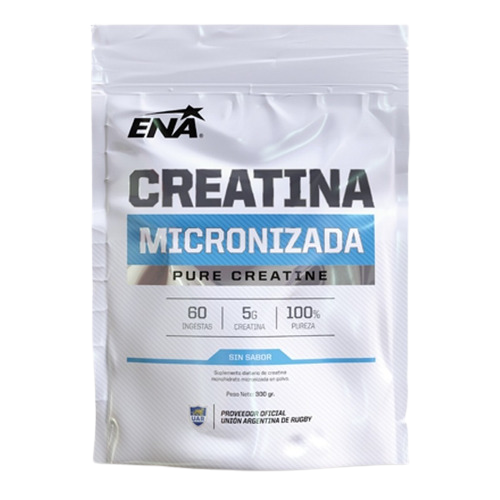 ENA®
CREATINA
MICRONIZADA
PURE CREATINE
60
INGESTAS
5G
CREATINA
100%
PUREZA
SIN SABOR
Suplemento dietario de creatina
monohidrato micronizada en polvo.
Peso Neto: 300 gr.
UAR
PROVEEDOR OFICIAL
UNIÓN ARGENTINA DE RUGBY